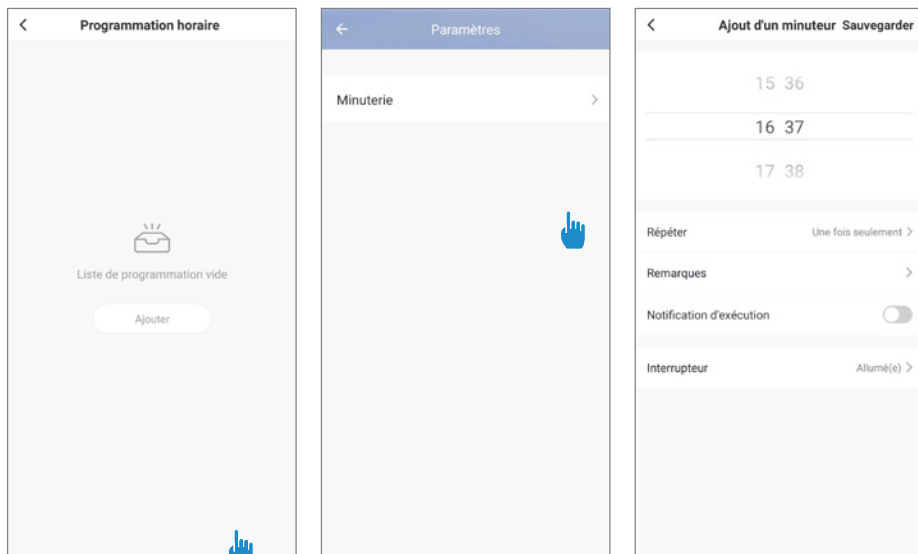 Programmation horaire
Liste de programmation vide
Ajouter
Paramètres
Minuterie
Ajout d'un minuteur Sauvegarder
15 36
16 37
17 38
Répéter Une fois seulement
Remarques
Notification d'exécution
Interrupteur Allumé(e)